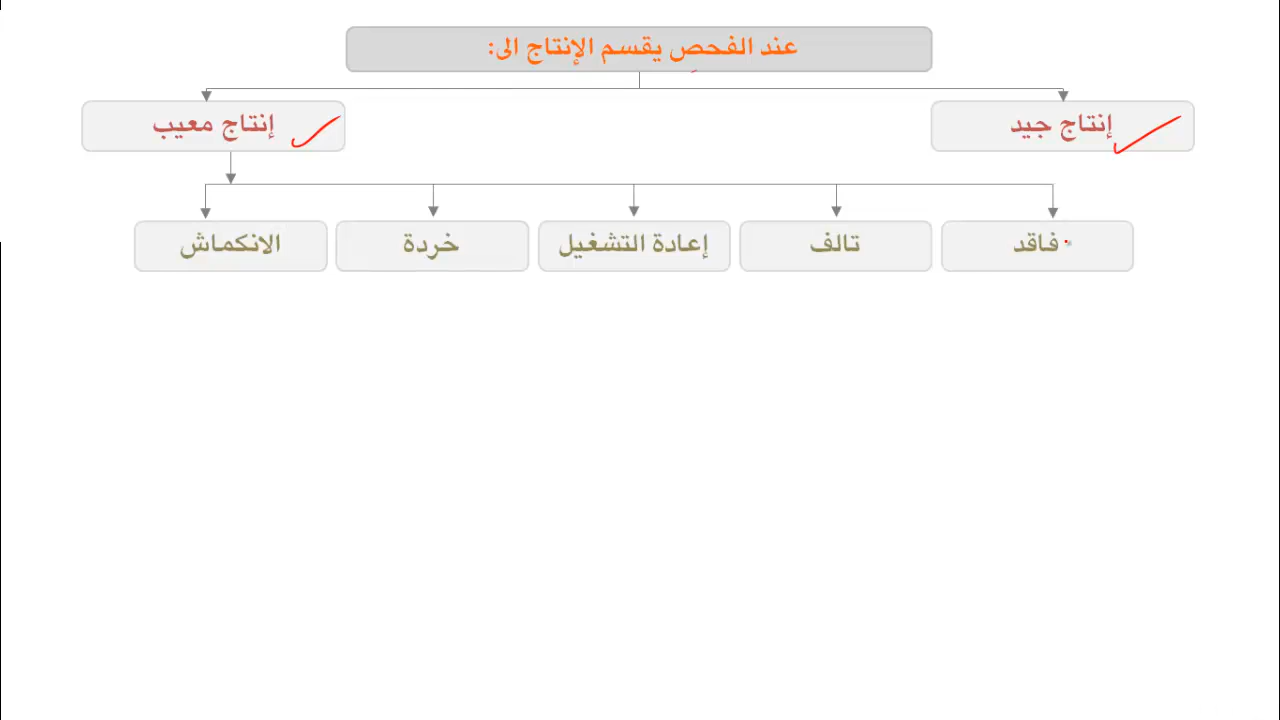 عند الفحص يقسم الإنتاج الى:
إنتاج جيد
إنتاج معيب
فاقد
تالف
إعادة التشغيل
خردة
الانكماش